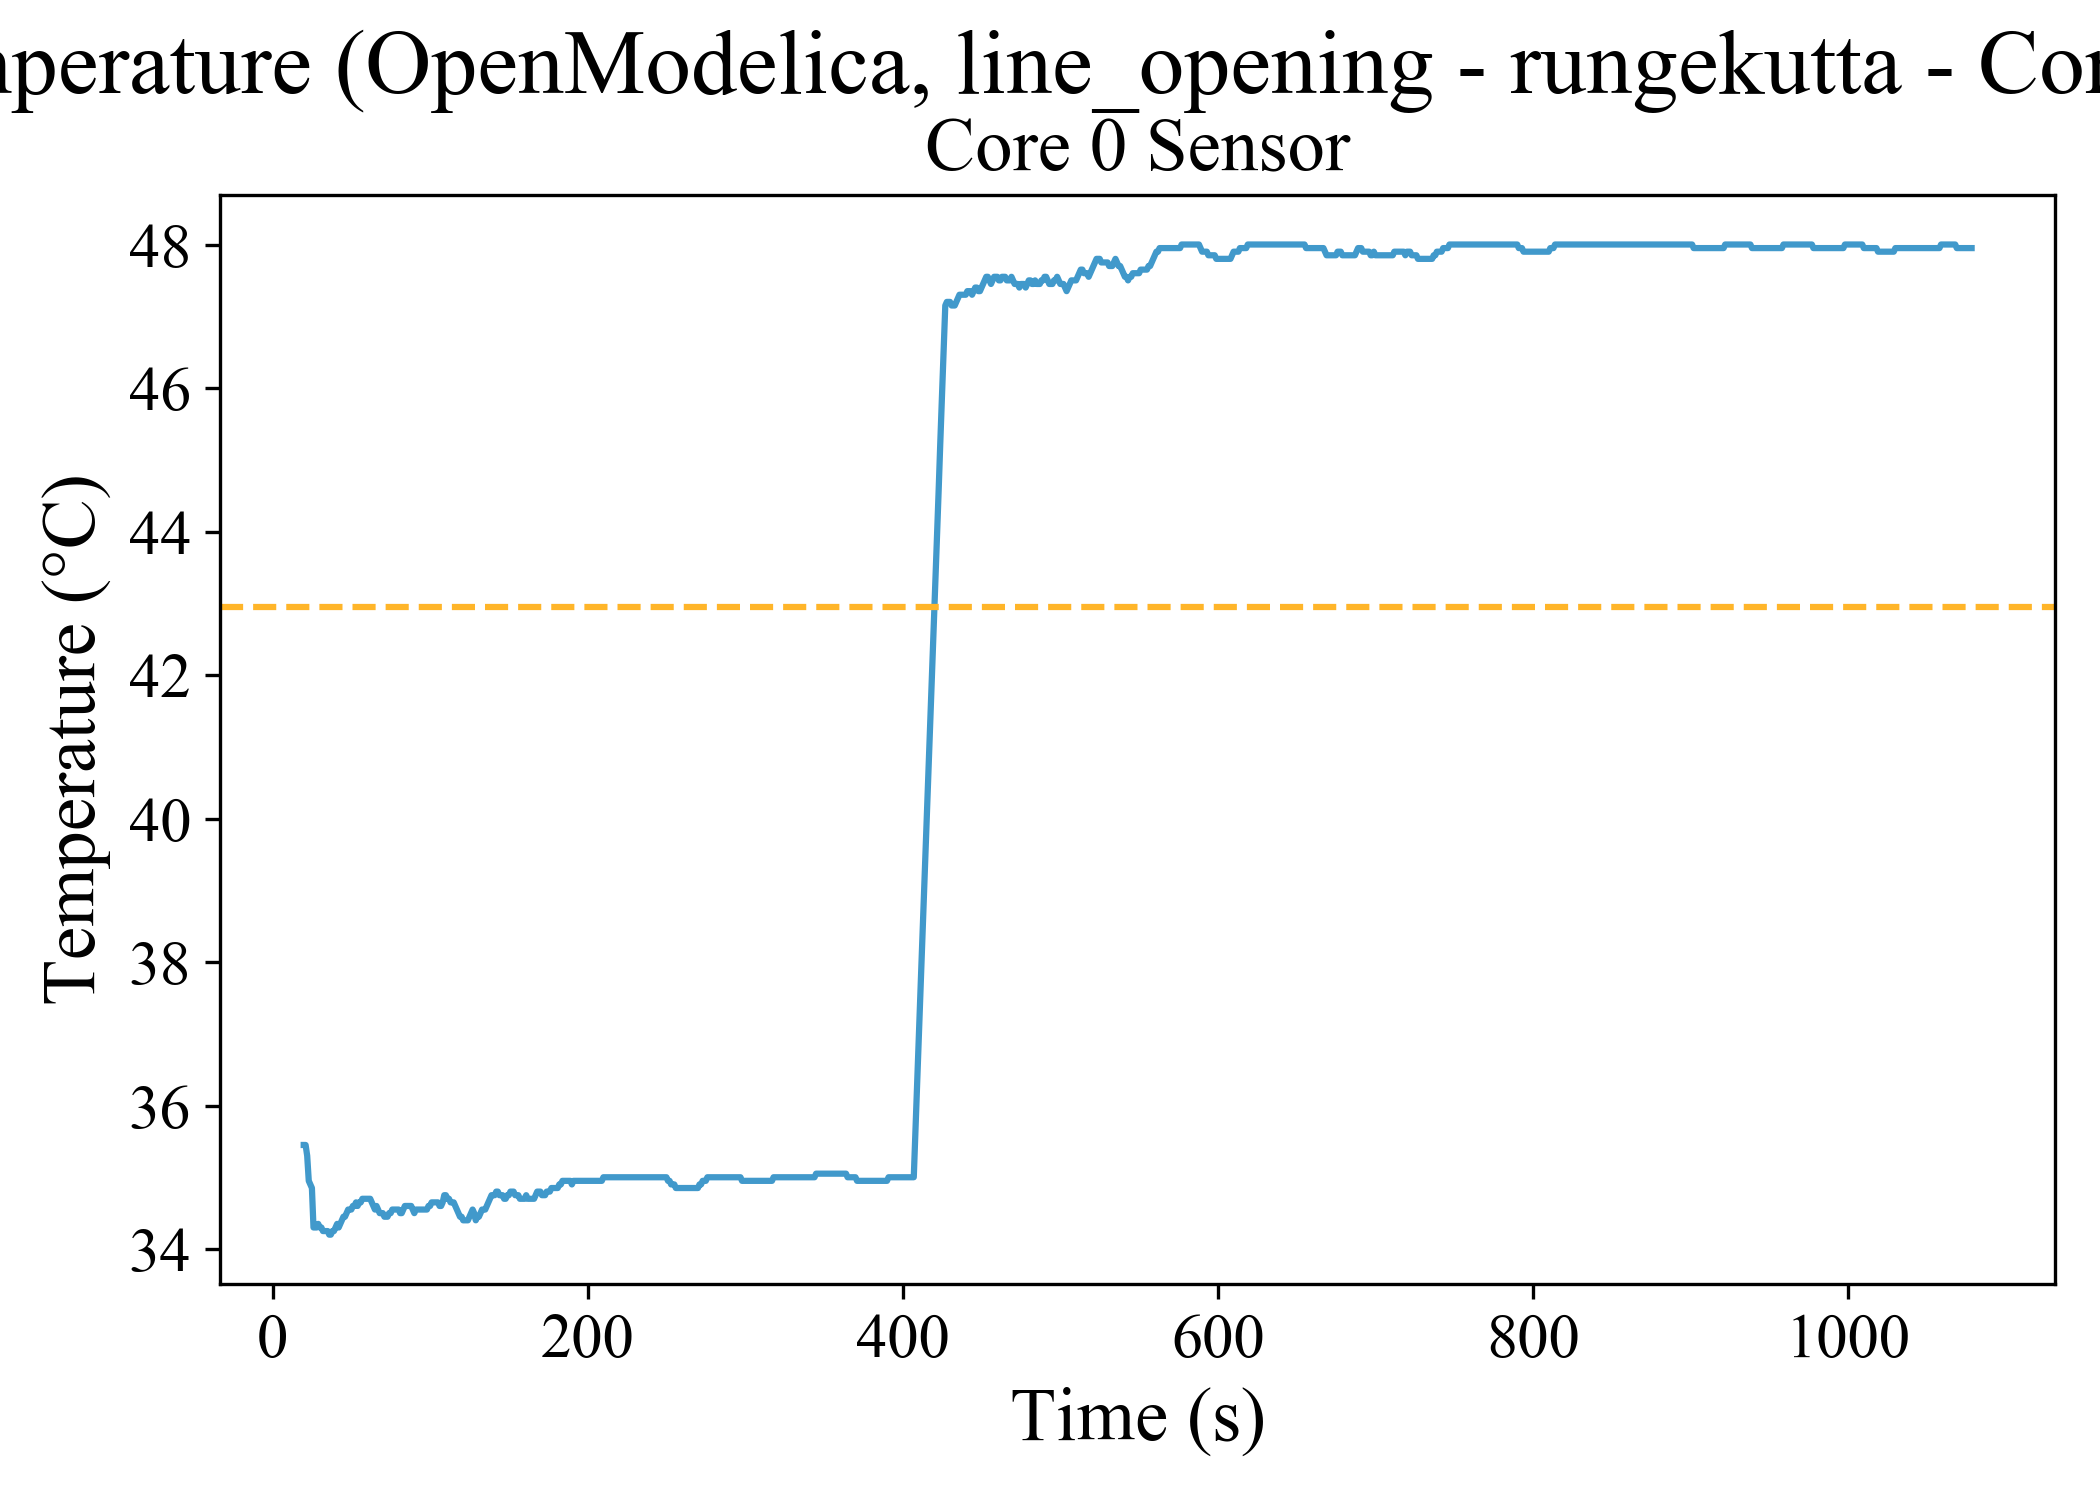 perature (OpenModelica, line_opening - rungekutta - Cor
Core 0 Sensor
48
46
44
42
40
38
36
34
Temperature (°C)
0 200 400 600 800 1000
Time (s)